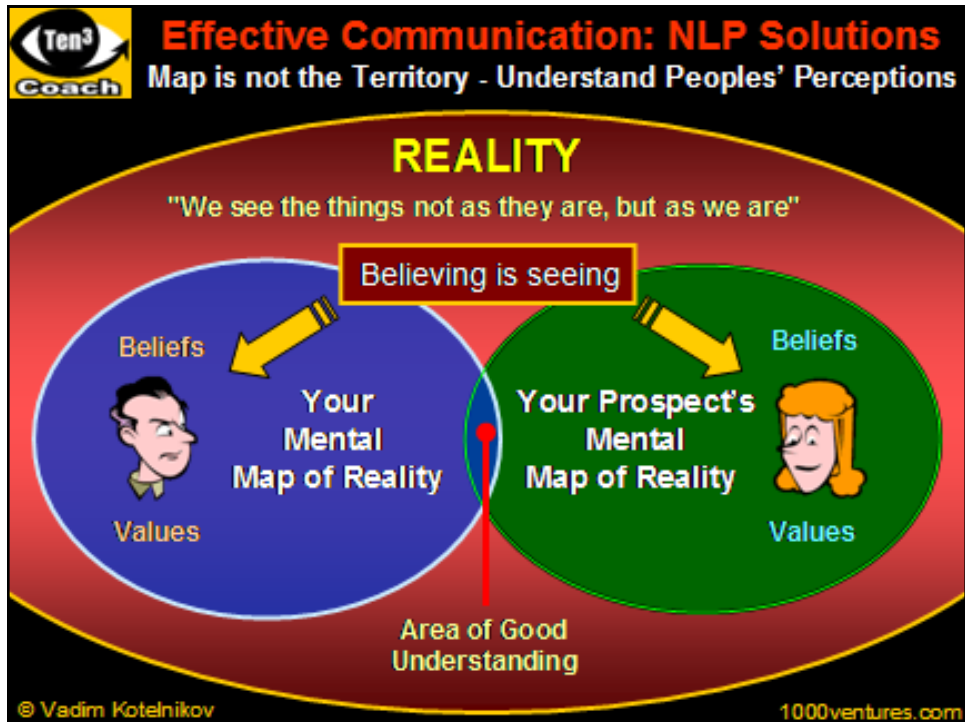 Ten³
Coach
Effective Communication: NLP Solutions
Map is not the Territory - Understand Peoples' Perceptions
REALITY
"We see the things not as they are, but as we are"
Believing is seeing
Beliefs
Your
Mental
Map of Reality
Values
Beliefs
Your Prospect's
Mental
Map of Reality
Values
Area of Good
Understanding
© Vadim Kotelnikov
1000ventures.com